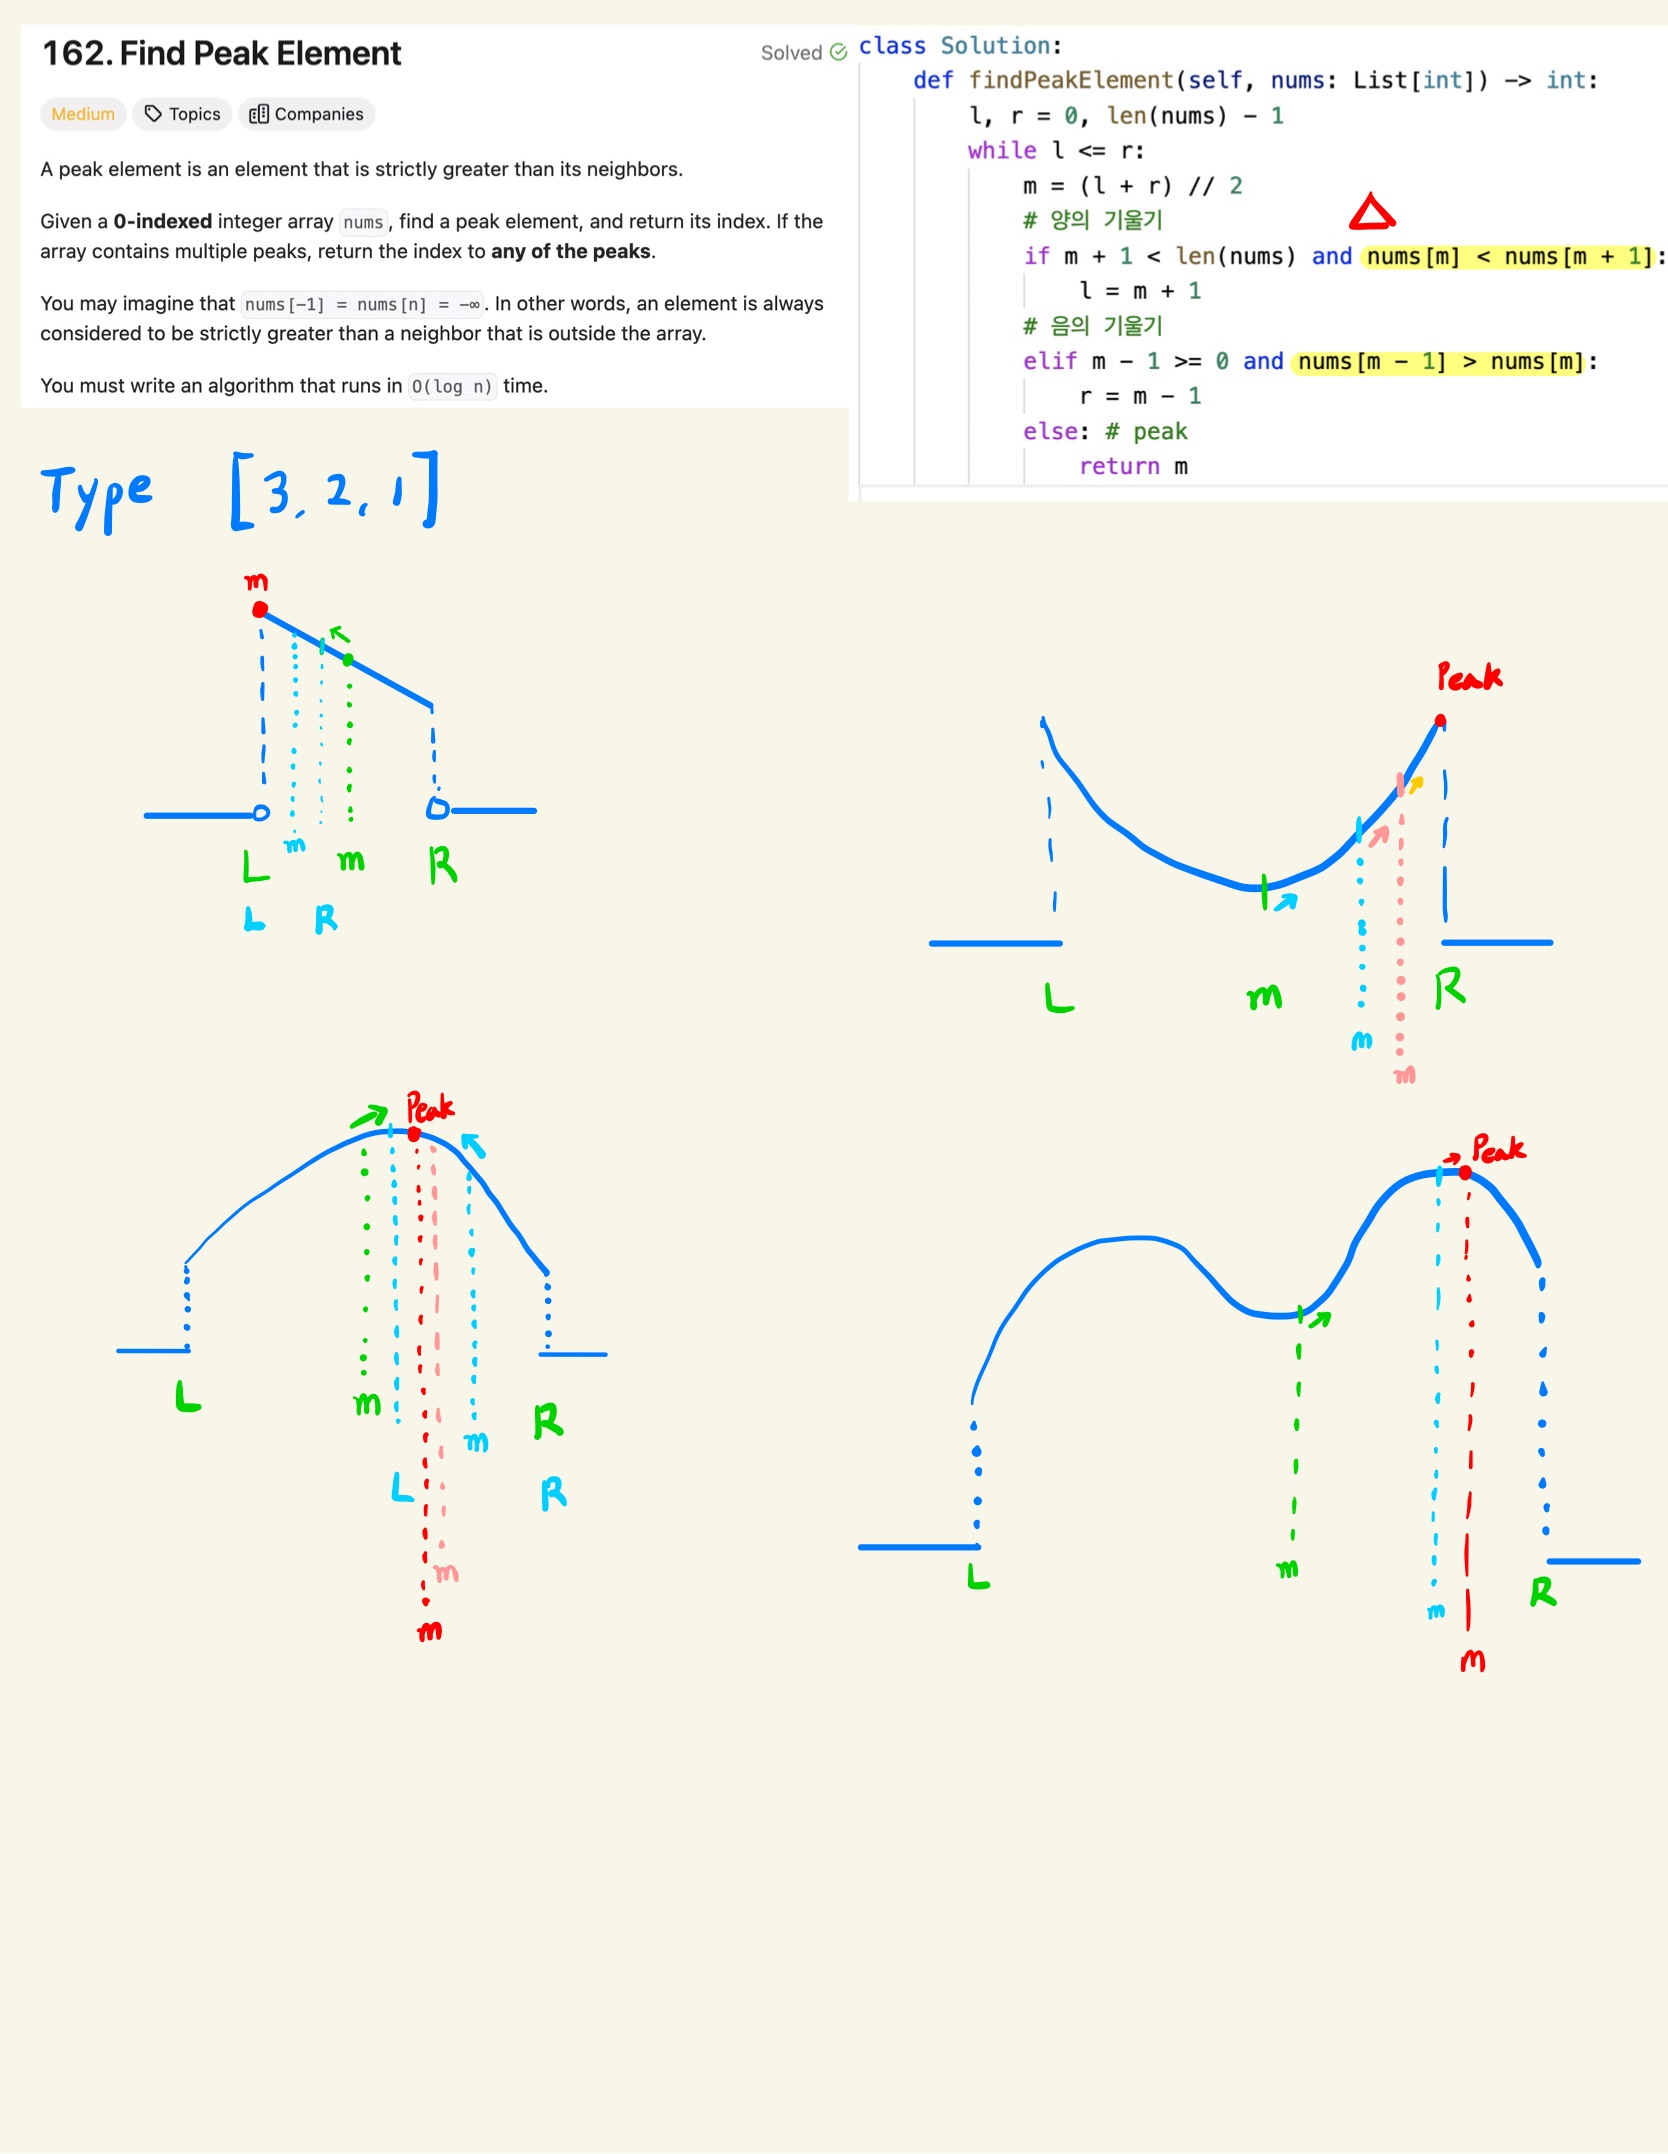 162. Find Peak Element
Solved
Medium
Topics
Companies
A peak element is an element that is strictly greater than its neighbors.
Given a 0-indexed integer array nums, find a peak element, and return its index. If the
array contains multiple peaks, return the index to any of the peaks.
You may imagine that nums[-1] = nums[n] = -∞. In other words, an element is always
considered to be strictly greater than a neighbor that is outside the array.
You must write an algorithm that runs in O(log n) time.
class Solution:
def findPeakElement(self, nums: List[int]) -> int:
l, r = 0, len(nums) - 1
while l <= r:
m = (l + r) // 2
# 양의 기울기
if m + 1 < len(nums) and nums[m] < nums[m + 1]:
l = m + 1
# 음의 기울기
elif m - 1 >= 0 and nums[m - 1] > nums[m]:
r = m - 1
else: # peak
return m
Type [3, 2, 1]
m
m
L m R
L R
Peak
L m R
m
m
Peak
L m R
m
L R
m
m
Peak
L m R
m
m